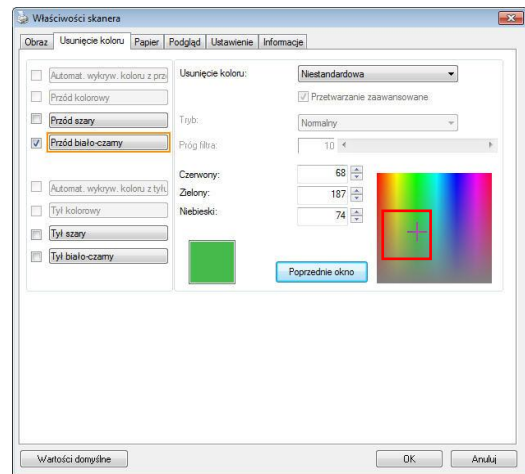 Właściwości skanera
Obraz Usunięcie koloru Papier Podgląd Ustawienie Informacje
Automat. wykryw. koloru z prz
Przód kolorowy
Przód szary
Przód biało-czarny
Automat. wykryw. koloru z tyłu
Tył kolorowy
Tył szary
Tył biało-czarny
Usunięcie koloru: Niestandardowa
Przetwarzanie zaawansowane
Tryb: Normalny
Próg filtra: 10
Czerwony: 68
Zielony: 187
Niebieski: 74
Poprzednie okno
Wartości domyślne OK Anuluj